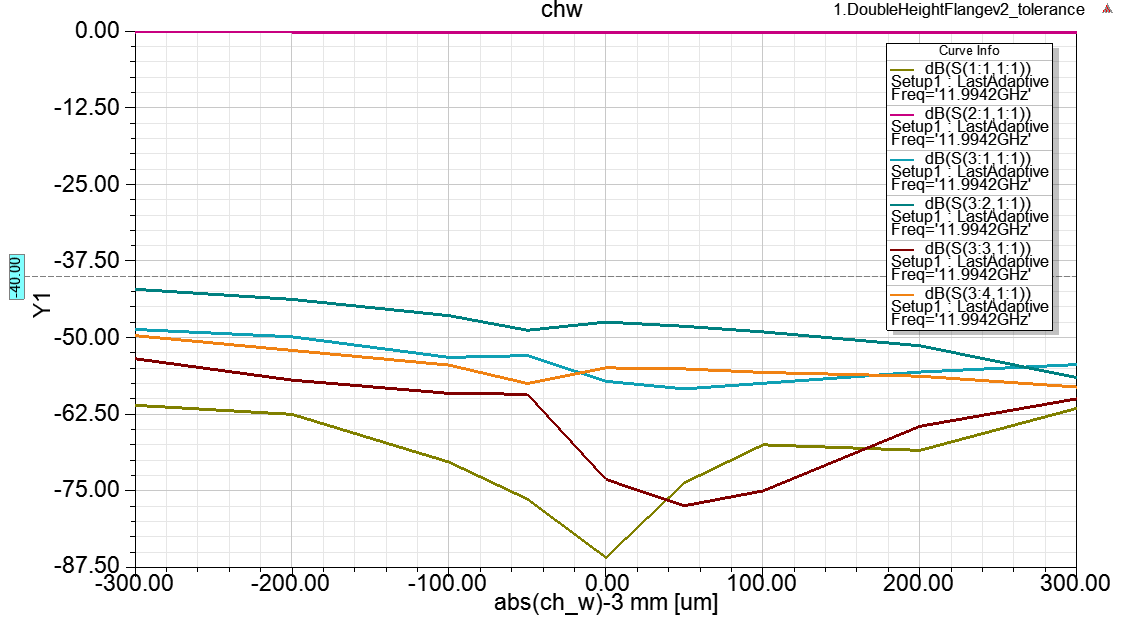 chw
1.DoubleHeightFlangev2_tolerance
0.00
-12.50
-25.00
-37.50
-50.00
-62.50
-75.00
-87.50
-40.00
Y1
Curve Info
dB(S(1:1,1:1))
Setup1 : LastAdaptive
Freq='11.9942GHz'
dB(S(2:1,1:1))
Setup1 : LastAdaptive
Freq='11.9942GHz'
dB(S(3:1,1:1))
Setup1 : LastAdaptive
Freq='11.9942GHz'
dB(S(3:2,1:1))
Setup1 : LastAdaptive
Freq='11.9942GHz'
dB(S(3:3,1:1))
Setup1 : LastAdaptive
Freq='11.9942GHz'
dB(S(3:4,1:1))
Setup1 : LastAdaptive
Freq='11.9942GHz'
-300.00 -200.00 -100.00 0.00 100.00 200.00 300.00
abs(ch_w)-3 mm [um]